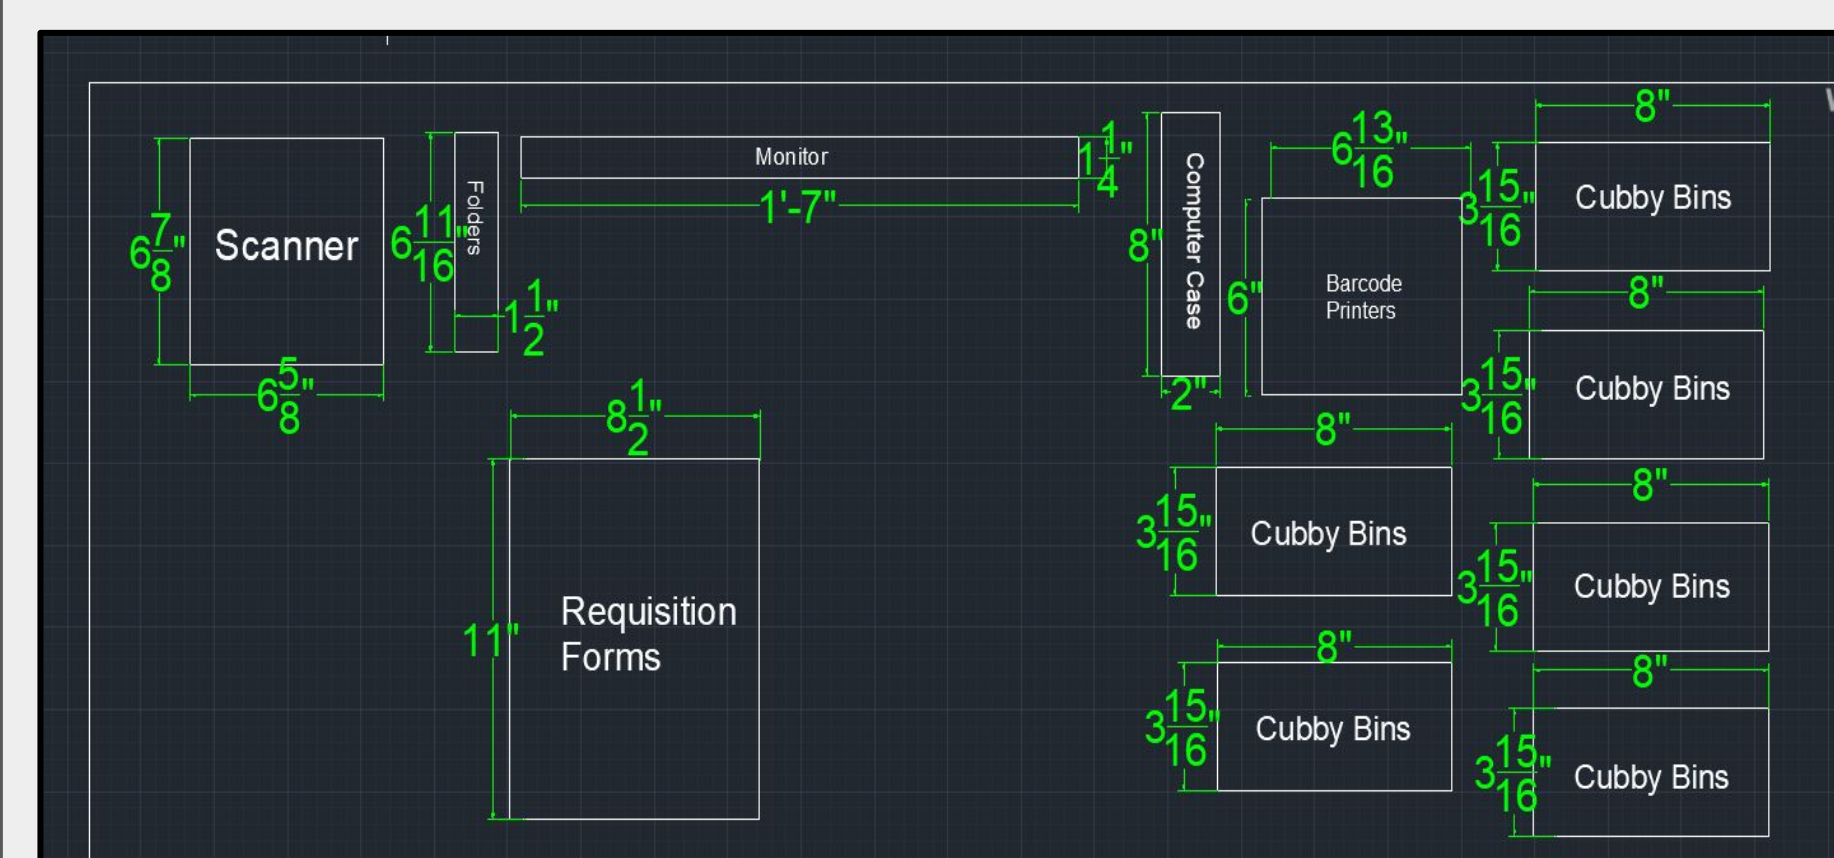 8"
6 13/16"
1 1/4"
Monitor
3 15/16"
Cubby Bins
1'-7"
Folders
Computer Case
6 7/8"
Scanner
6 11/16"
8"
6"
Barcode
Printers
8"
1 1/2"
3 15/16"
Cubby Bins
6 5/8"
2"
8 1/2"
8"
8"
3 15/16"
Cubby Bins
3 15/16"
Cubby Bins
11"
Requisition
Forms
8"
8"
3 15/16"
Cubby Bins
3 15/16"
Cubby Bins